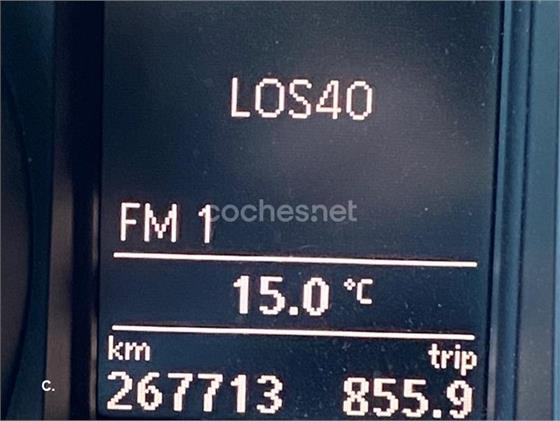 LOS40
coches.net
FM 1
15.0 °C
km trip
267713 855.9
c.